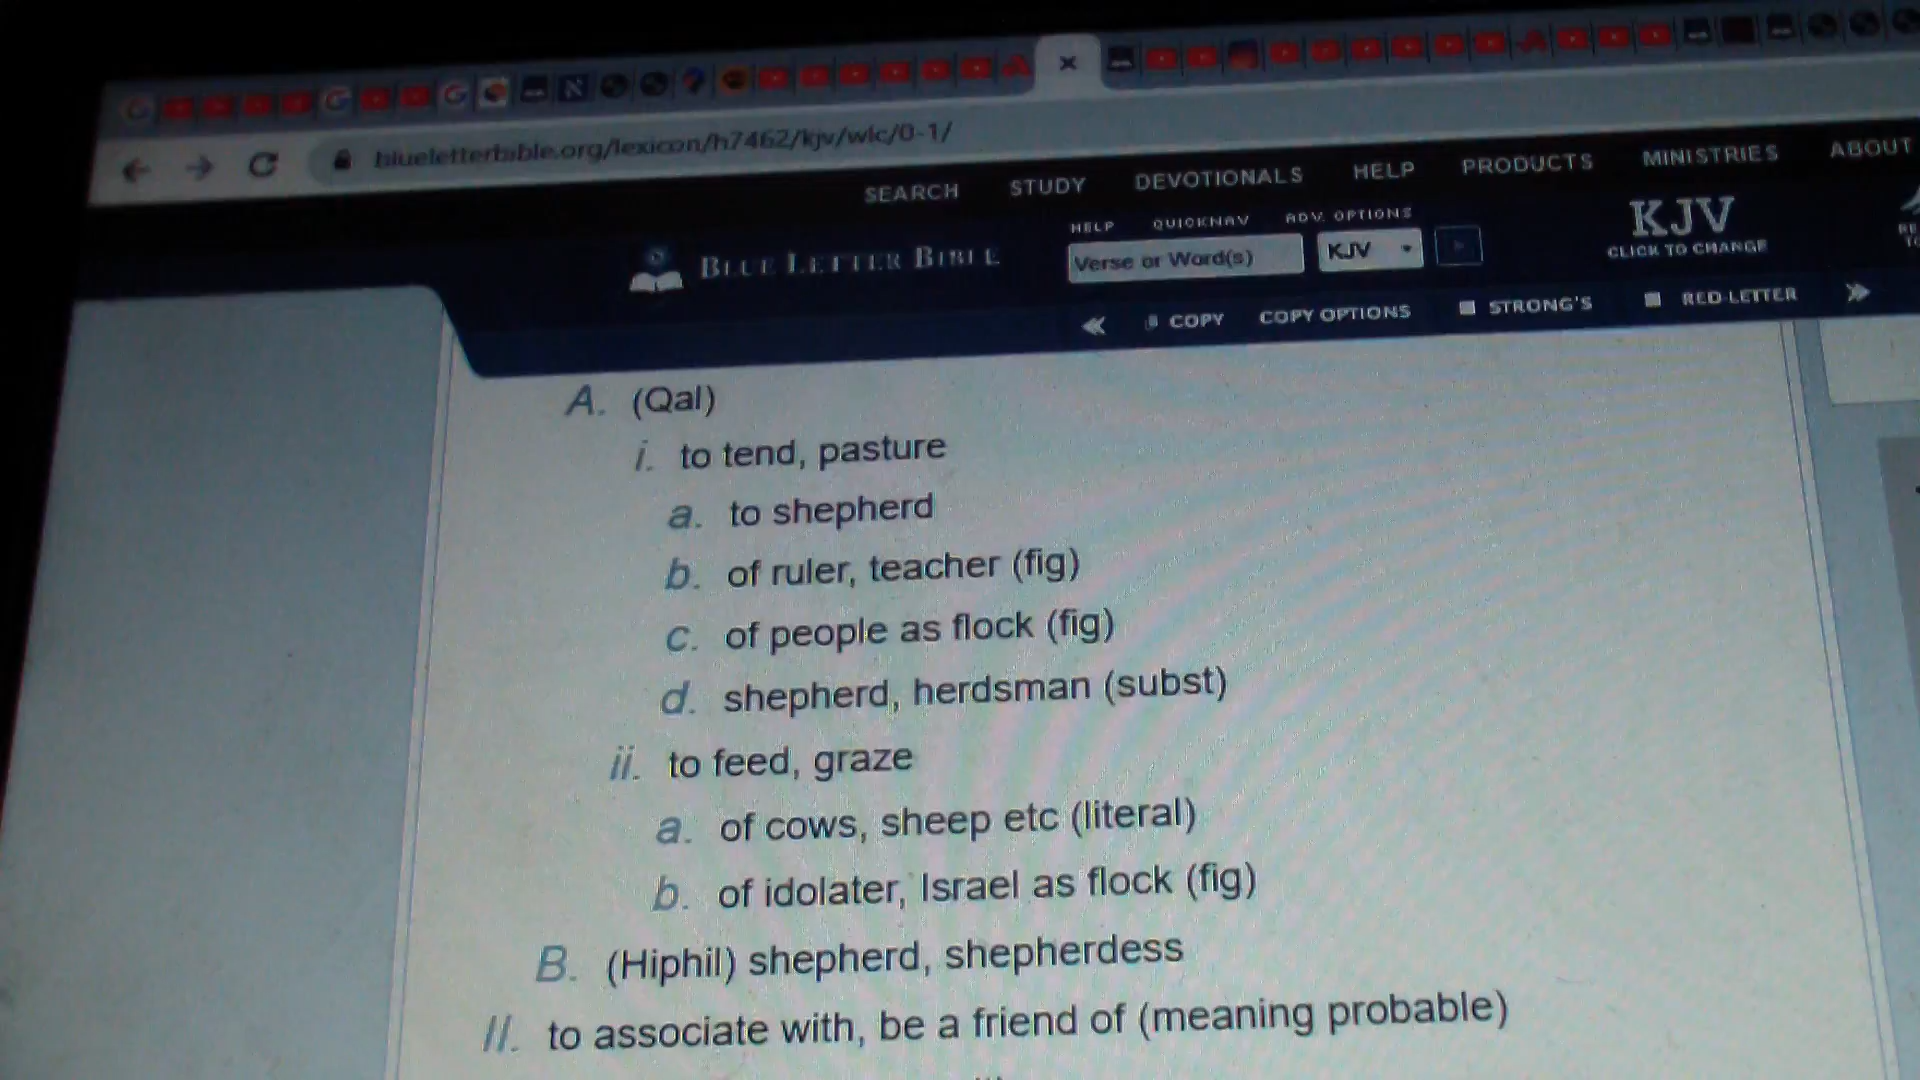 blueletterbible.org/lexicon/h7462/kjv/wlc/0-1/
SEARCH STUDY DEVOTIONALS HELP PRODUCTS MINISTRIES ABOUT
HELP QUICKNAV ADV. OPTIONS
BLUE LETTER BIBLE
Verse or Word(s) KJV
KJV
CLICK TO CHANGE
COPY COPY OPTIONS STRONG'S RED LETTER
A. (Qal)
i. to tend, pasture
a. to shepherd
b. of ruler, teacher (fig)
c. of people as flock (fig)
d. shepherd, herdsman (subst)
ii. to feed, graze
a. of cows, sheep etc (literal)
b. of idolater, Israel as flock (fig)
B. (Hiphil) shepherd, shepherdess
II. to associate with, be a friend of (meaning probable)